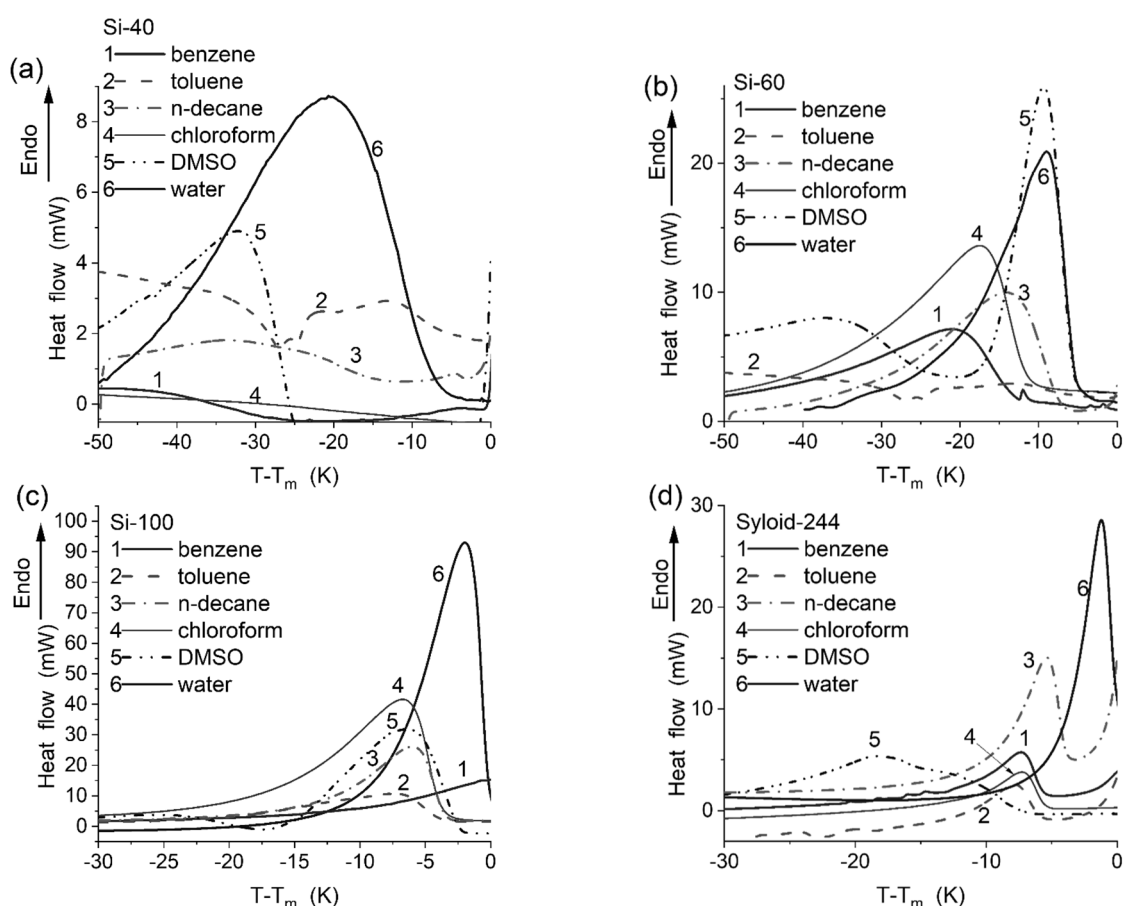 (a)
Si-40
1 benzene
2 toluene
3 n-decane
4 chloroform
5 DMSO
6 water
Endo
Heat flow (mW)
8
6
4
2
0
6
5
2
3
1
4
-50 -40 -30 -20 -10 0
T-Tm (K)
(b)
Si-60
1 benzene
2 toluene
3 n-decane
4 chloroform
5 DMSO
6 water
Endo
Heat flow (mW)
20
10
0
5
6
4
3
1
2
-50 -40 -30 -20 -10 0
T-Tm (K)
(c)
Si-100
1 benzene
2 toluene
3 n-decane
4 chloroform
5 DMSO
6 water
Endo
Heat flow (mW)
100
90
80
70
60
50
40
30
20
10
0
6
4
5
3
2
1
-30 -25 -20 -15 -10 -5 0
T-Tm (K)
(d)
Syloid-244
1 benzene
2 toluene
3 n-decane
4 chloroform
5 DMSO
6 water
Endo
Heat flow (mW)
30
20
10
0
6
3
5
4
1
2
-30 -20 -10 0
T-Tm (K)